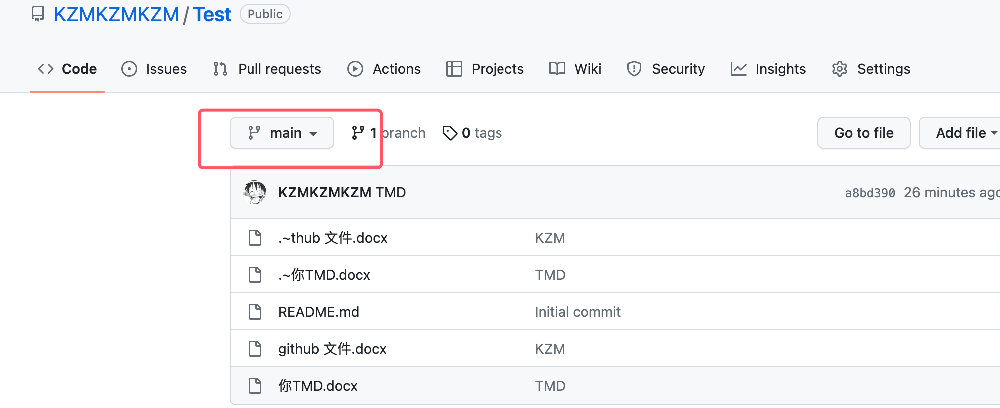 KZMKZMKZM / Test Public
Code Issues Pull requests Actions Projects Wiki Security Insights Settings
main 1 branch 0 tags Go to file Add file
KZMKZMKZM TMD a8bd390 26 minutes ago
.~thub 文件.docx KZM
.~你TMD.docx TMD
README.md Initial commit
github 文件.docx KZM
你TMD.docx TMD